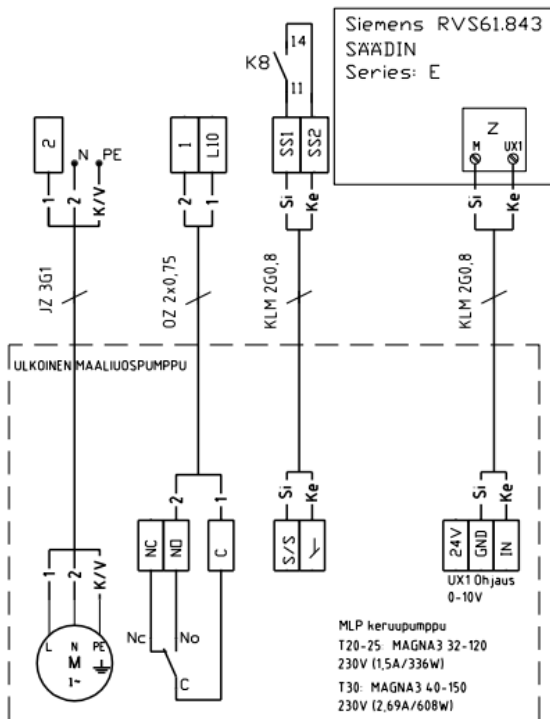 Siemens RVS61.843
SÄÄDIN
Series: E
K8
14
11
Z
M
UX1
2
N
PE
1
L10
SS1
SS2
1
2
K/V
2
1
Si
Ke
Si
Ke
JZ 3G1
OZ 2x0,75
KLM 2G0,8
KLM 2G0,8
ULKOINEN MAALIUOSPUMPPU
1
2
K/V
2
1
Si
Ke
Si
Ke
NC
NO
C
S/S
24V
GND
IN
UX1 Ohjaus
0-10V
L
N
PE
M
1~
Nc
No
C
MLP keruupumppu
T20-25: MAGNA3 32-120
230V (1,5A/336W)
T30: MAGNA3 40-150
230V (2,69A/608W)